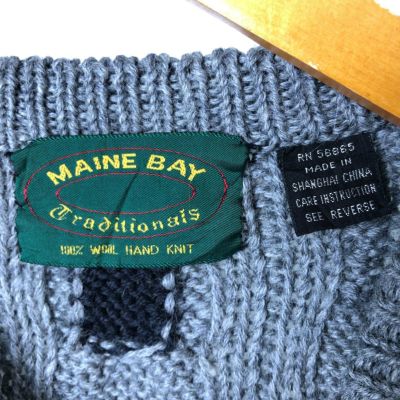 MAINE BAY
Traditionals
100% WOOL HAND KNIT
RN 56865
MADE IN
SHANGHAI CHINA
CARE INSTRUCTION
SEE REVERSE